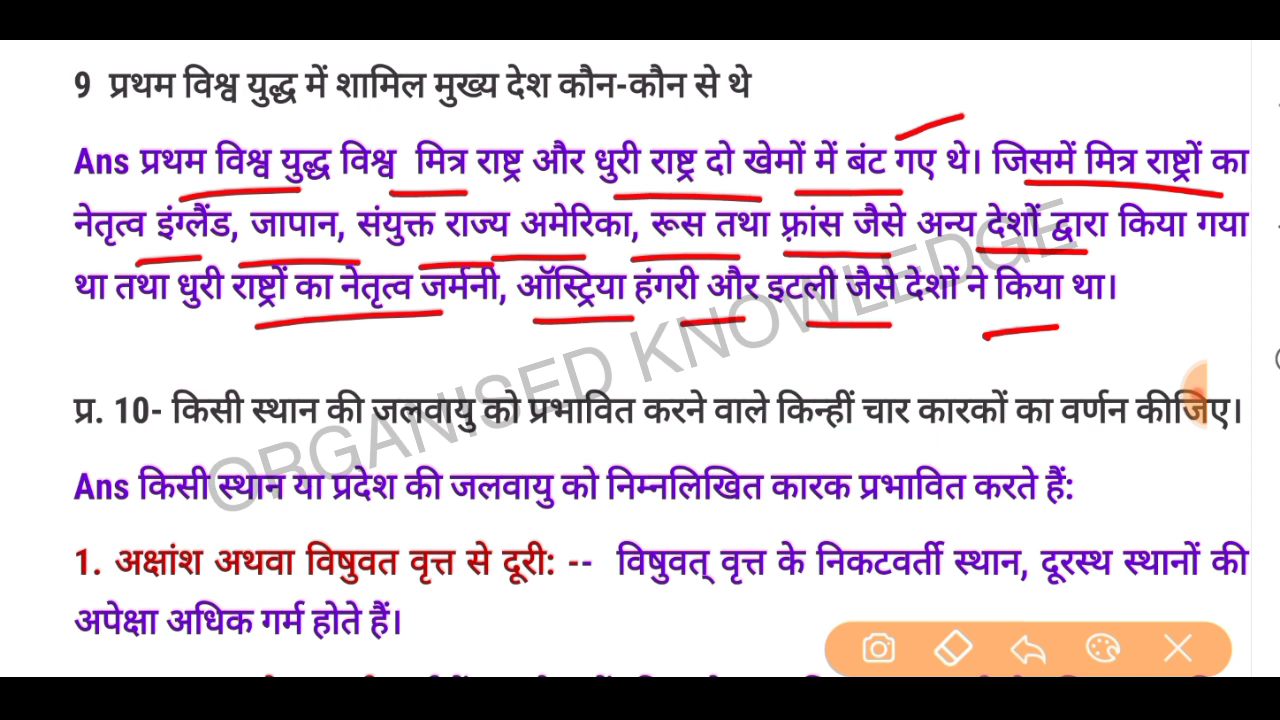 9 प्रथम विश्व युद्ध में शामिल मुख्य देश कौन-कौन से थे
Ans प्रथम विश्व युद्ध विश्व मित्र राष्ट्र और धुरी राष्ट्र दो खेमों में बंट गए थे। जिसमें मित्र राष्ट्रों का
नेतृत्व इंग्लैंड, जापान, संयुक्त राज्य अमेरिका, रूस तथा फ़्रांस जैसे अन्य देशों द्वारा किया गया
था तथा धुरी राष्ट्रों का नेतृत्व जर्मनी, ऑस्ट्रिया हंगरी और इटली जैसे देशों ने किया था।
ORGANISED KNOWLEDGE
प्र. 10- किसी स्थान की जलवायु को प्रभावित करने वाले किन्हीं चार कारकों का वर्णन कीजिए।
Ans किसी स्थान या प्रदेश की जलवायु को निम्नलिखित कारक प्रभावित करते हैं:
1. अक्षांश अथवा विषुवत वृत्त से दूरी: -- विषुवत् वृत्त के निकटवर्ती स्थान, दूरस्थ स्थानों की
अपेक्षा अधिक गर्म होते हैं।